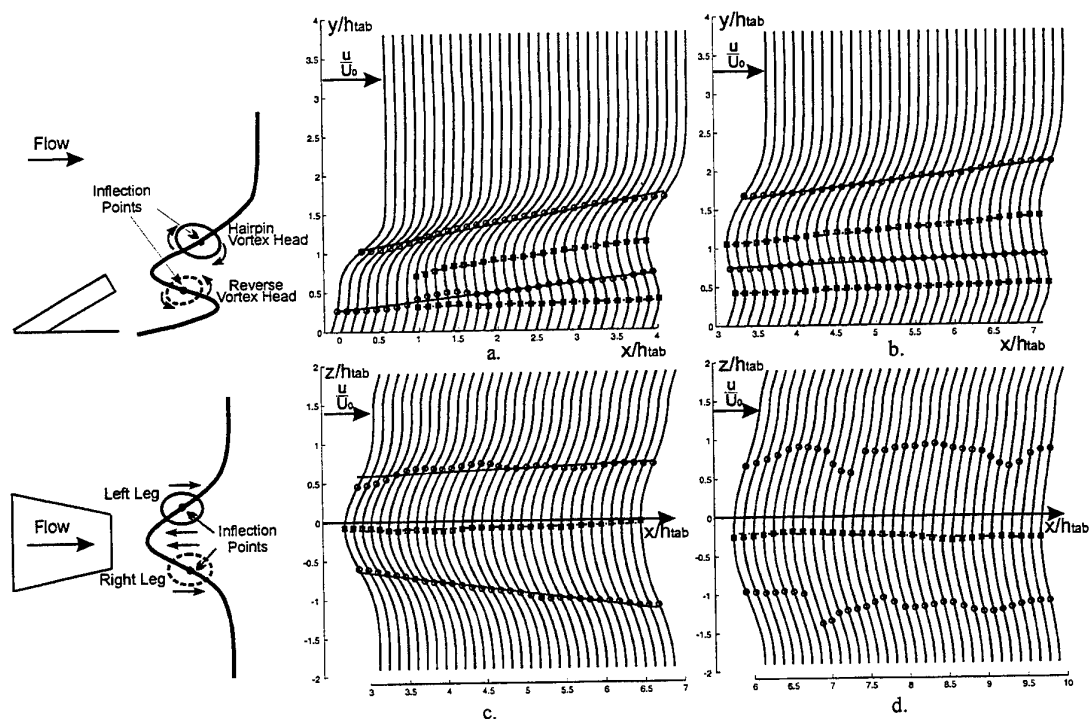 Flow
Inflection
Points
Hairpin
Vortex Head
Reverse
Vortex Head
Left Leg
Flow
Inflection
Points
Right Leg
y/htab
u
U₀
4
3.5
3
2.5
2
1.5
1
0.5
0
0 0.5 1 1.5 2 2.5 3 3.5 4
a.
x/htab
y/htab
u
U₀
4
3.5
3
2.5
2
1.5
1
0.5
0
3 3.5 4 4.5 5 5.5 6 6.5 7
b.
x/htab
z/htab
u
U₀
2
1.5
1
0.5
0
-0.5
-1
-1.5
-2
x/htab
3 3.5 4 4.5 5 5.5 6 6.5 7
c.
z/htab
u
U₀
2
1.5
1
0.5
0
-0.5
-1
-1.5
-2
x/htab
6 6.5 7 7.5 8 8.5 9 9.5 10
d.